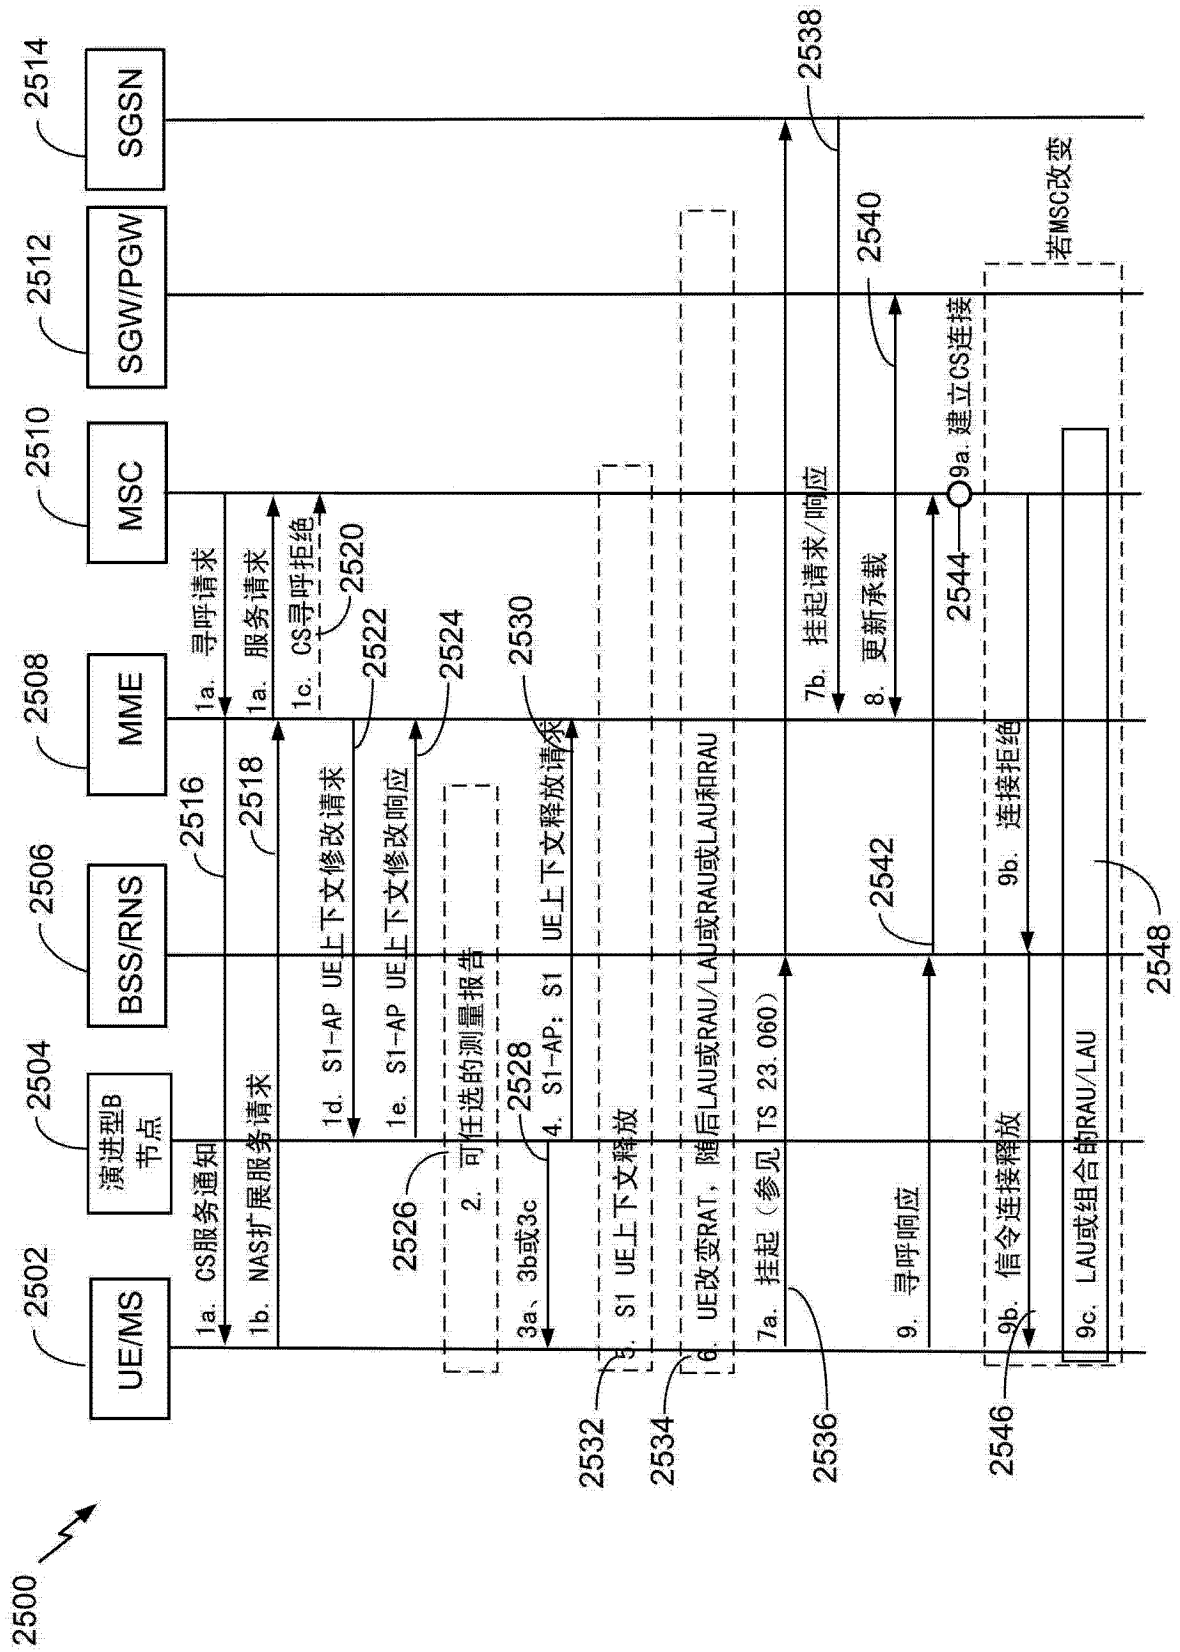 2500
2502
2504
2506
2508
2510
2512
2514
UE/MS
演进型B
节点
BSS/RNS
MME
MSC
SGW/PGW
SGSN
1a. CS服务通知
2516
1a. 寻呼请求
1b. NAS扩展服务请求
2518
1a. 服务请求
1c. CS寻呼拒绝
2520
1d. S1-AP UE上下文修改请求
2522
1e. S1-AP UE上下文修改响应
2524
2526
2. 可任选的测量报告
3a、3b或3c
2528
4. S1-AP: S1 UE上下文释放请求
2530
2532
5. S1 UE上下文释放
2534
6. UE改变RAT, 随后LAU或RAU/LAU或RAU或LAU和RAU
7a. 挂起 (参见 TS 23.060)
2536
7b. 挂起请求/响应
2538
8. 更新承载
2540
9. 寻呼响应
2542
2544
9a. 建立CS连接
若MSC改变
2546
9b. 信令连接释放
9b. 连接拒绝
9c. LAU或组合的RAU/LAU
2548